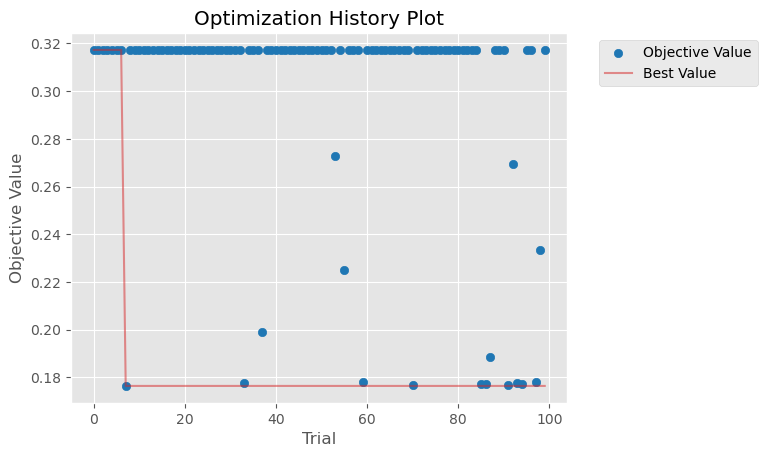 Optimization History Plot
Objective Value
0.32
0.30
0.28
0.26
0.24
0.22
0.20
0.18
0
20
40
60
80
100
Trial
Objective Value
Best Value